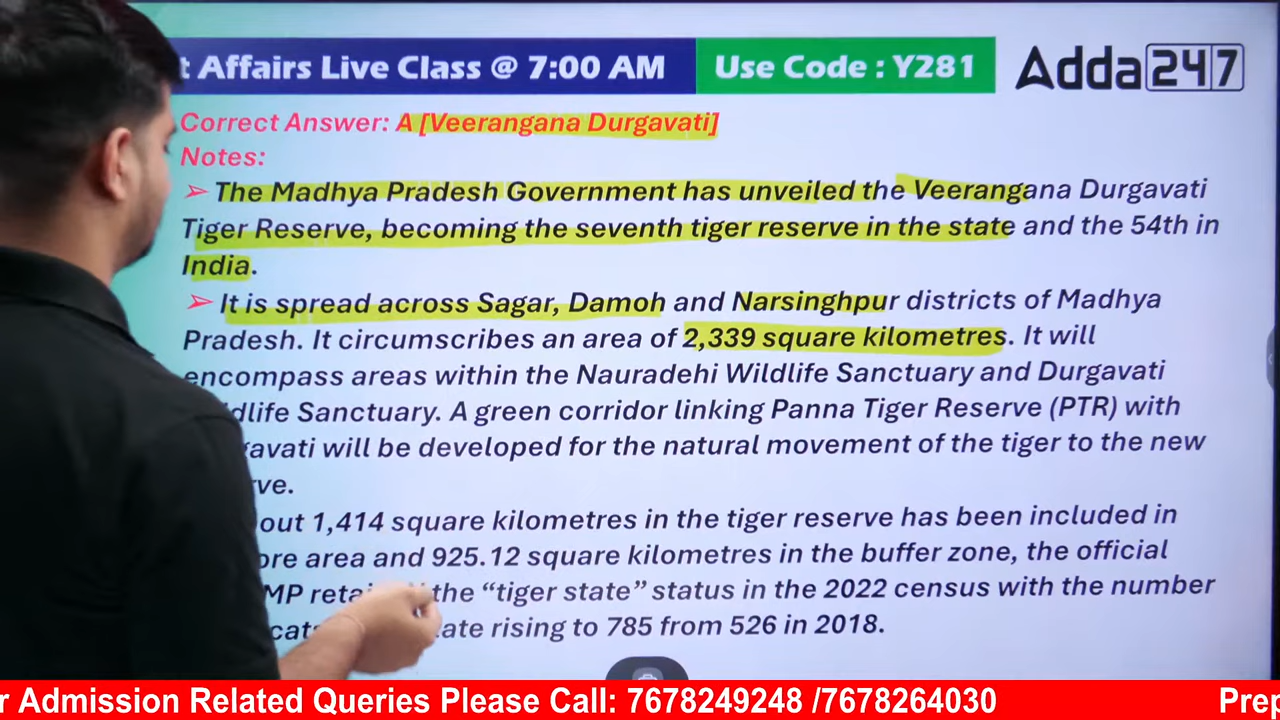 t Affairs Live Class @ 7:00 AM
Use Code : Y281
Adda247
Correct Answer: A [Veerangana Durgavati]
Notes:
➢ The Madhya Pradesh Government has unveiled the Veerangana Durgavati
Tiger Reserve, becoming the seventh tiger reserve in the state and the 54th in
India.
➢ It is spread across Sagar, Damoh and Narsinghpur districts of Madhya
Pradesh. It circumscribes an area of 2,339 square kilometres. It will
encompass areas within the Nauradehi Wildlife Sanctuary and Durgavati
dlife Sanctuary. A green corridor linking Panna Tiger Reserve (PTR) with
gavati will be developed for the natural movement of the tiger to the new
ve.
out 1,414 square kilometres in the tiger reserve has been included in
ore area and 925.12 square kilometres in the buffer zone, the official
MP the “tiger state” status in the 2022 census with the number
ate rising to 785 from 526 in 2018.
r Admission Related Queries Please Call: 7678249248 /7678264030
Prep